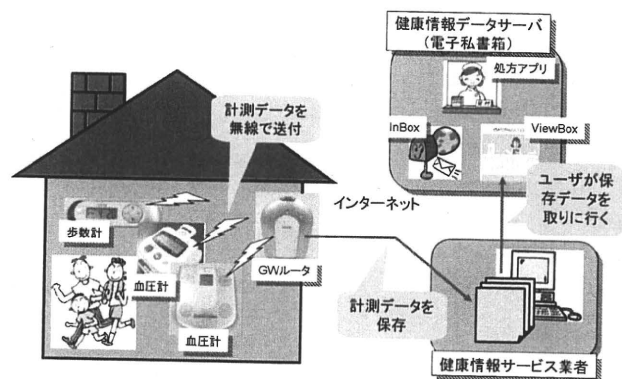 健康情報データサーバ
(電子私書箱)
処方アプリ
InBox
ViewBox
計測データを
無線で送付
歩数計
血圧計
血圧計
GWルータ
インターネット
ユーザが保
存データを
取りに行く
計測データを
保存
健康情報サービス業者